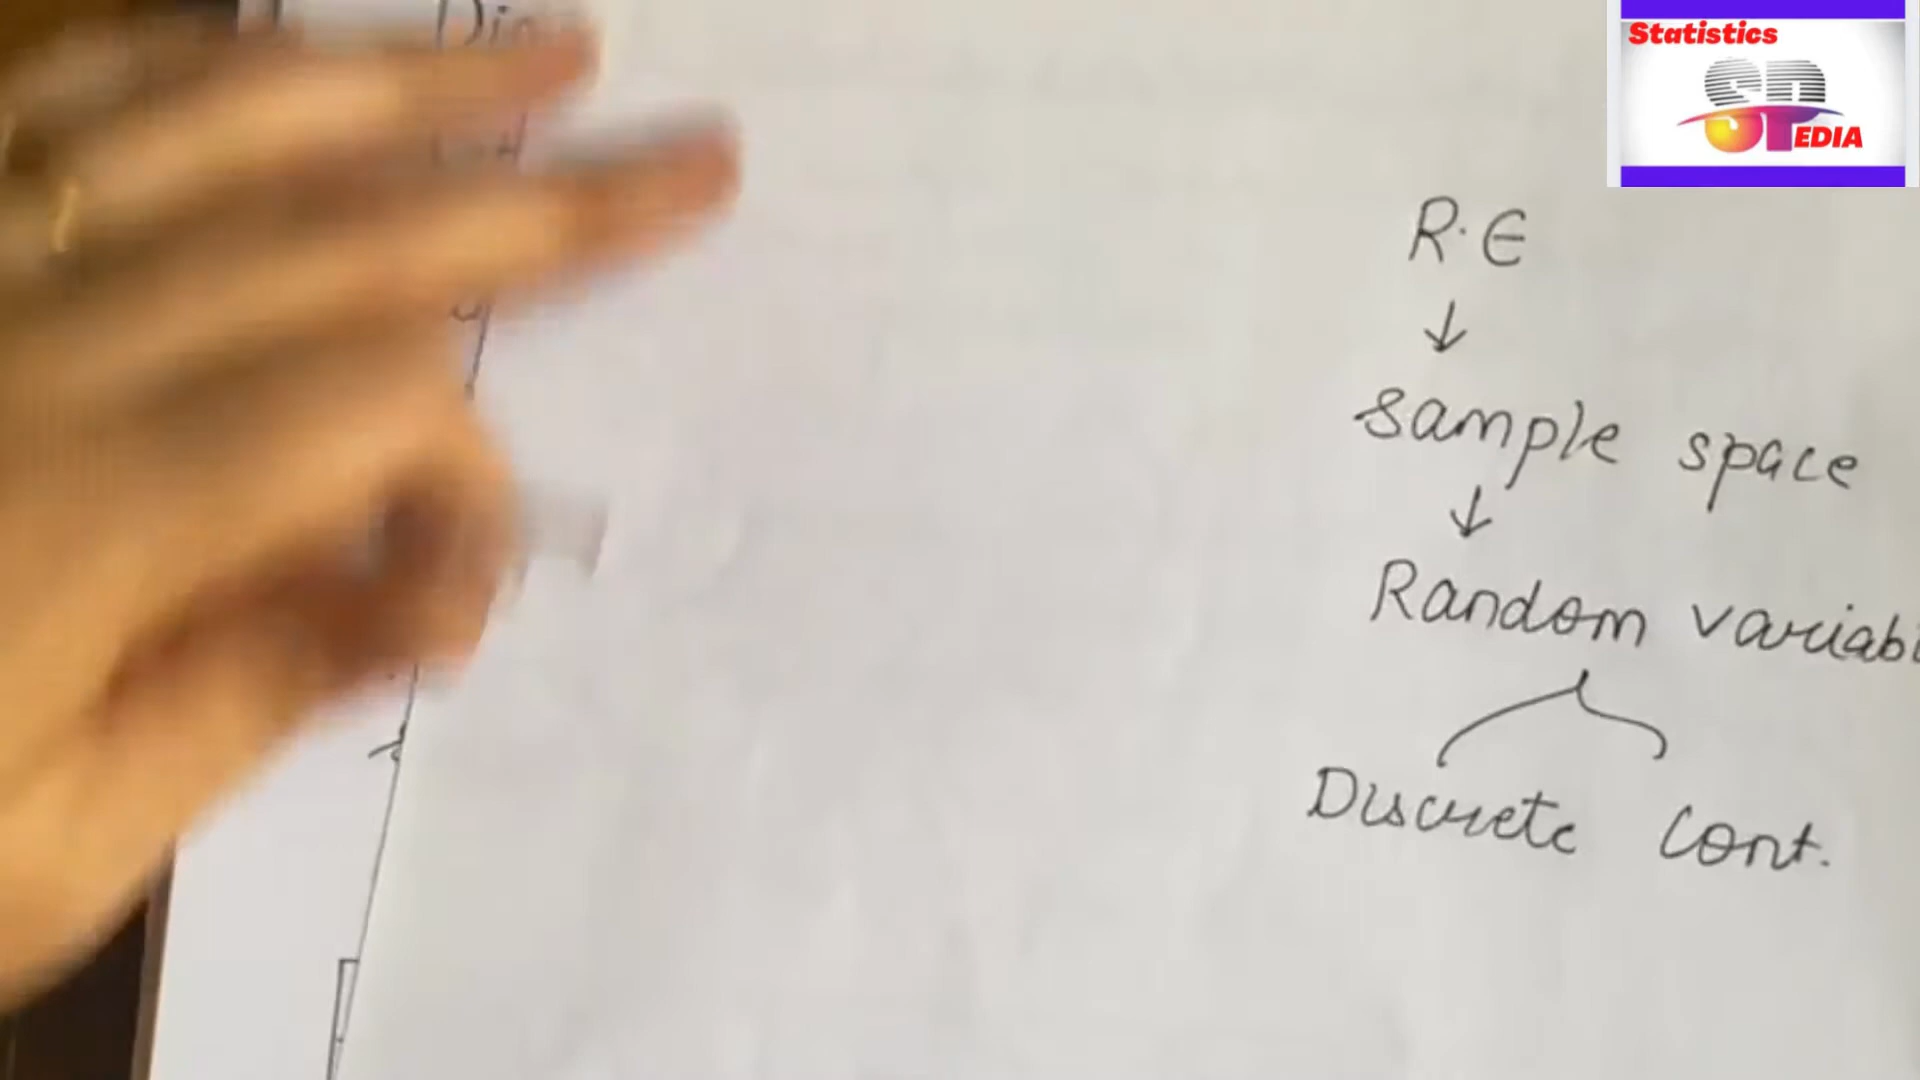 Statistics
EDIA
R.E
↓
Sample space
↓
Random variab
Discrete Cont.